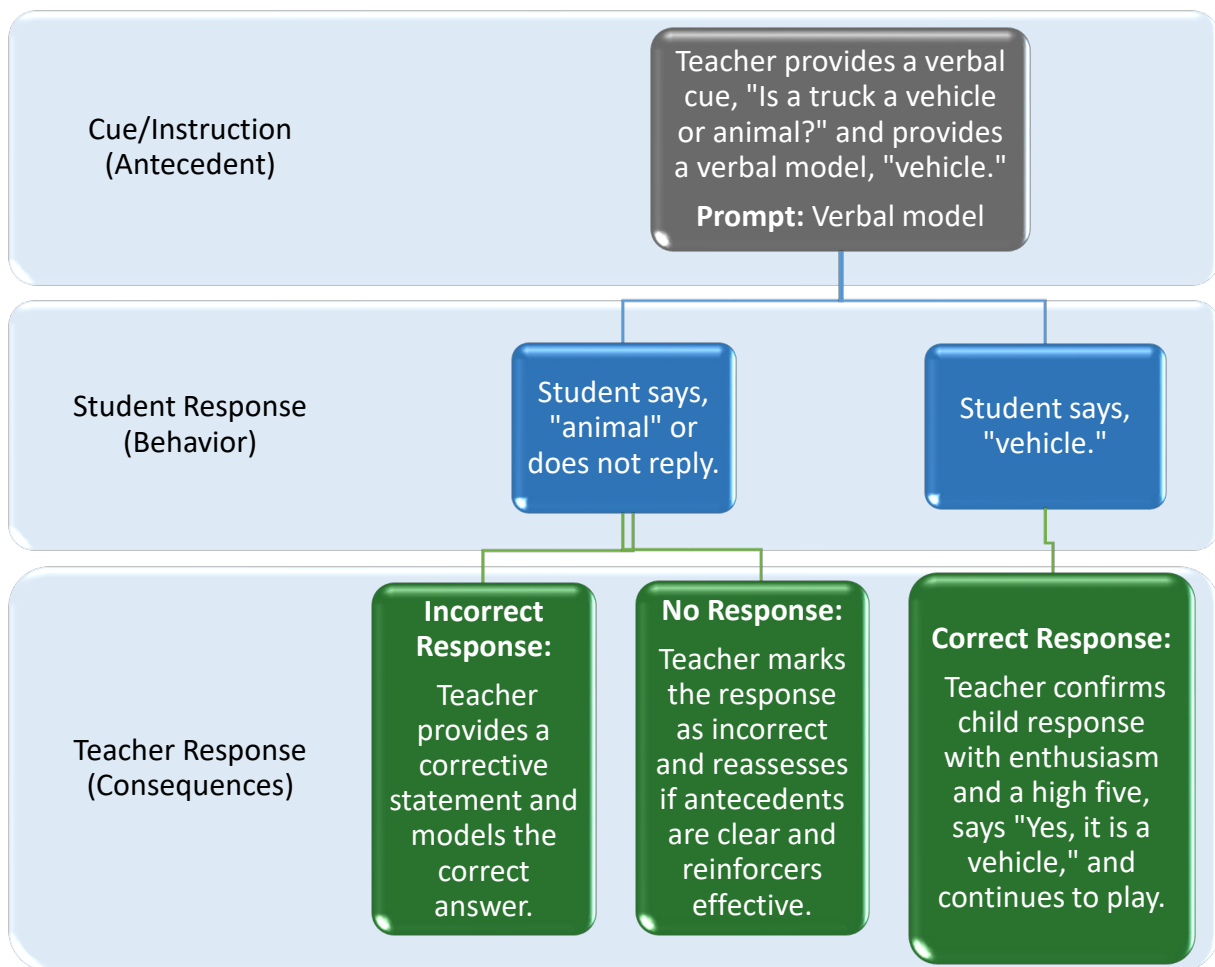 Cue/Instruction
(Antecedent)
Teacher provides a verbal
cue, "Is a truck a vehicle
or animal?" and provides
a verbal model, "vehicle."
Prompt: Verbal model
Student Response
(Behavior)
Student says,
"animal" or
does not reply.
Student says,
"vehicle."
Teacher Response
(Consequences)
Incorrect
Response:
Teacher
provides a
corrective
statement and
models the
correct
answer.
No Response:
Teacher marks
the response
as incorrect
and reassesses
if antecedents
are clear and
reinforcers
effective.
Correct Response:
Teacher confirms
child response
with enthusiasm
and a high five,
says "Yes, it is a
vehicle," and
continues to play.